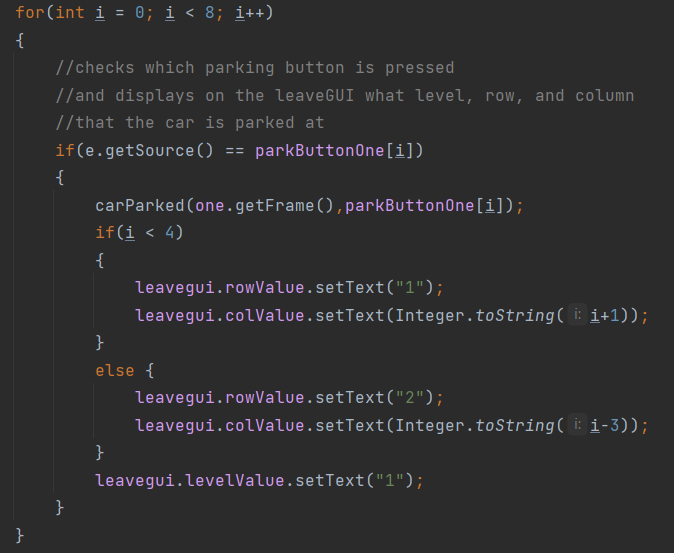 for(int i = 0; i < 8; i++)
{
    //checks which parking button is pressed
    //and displays on the leaveGUI what level, row, and column
    //that the car is parked at
    if(e.getSource() == parkButtonOne[i])
    {
        carParked(one.getFrame(),parkButtonOne[i]);
        if(i < 4)
        {
            leavegui.rowValue.setText("1");
            leavegui.colValue.setText(Integer.toString( i: i+1));
        }
        else {
            leavegui.rowValue.setText("2");
            leavegui.colValue.setText(Integer.toString( i: i-3));
        }
        leavegui.levelValue.setText("1");
    }
}